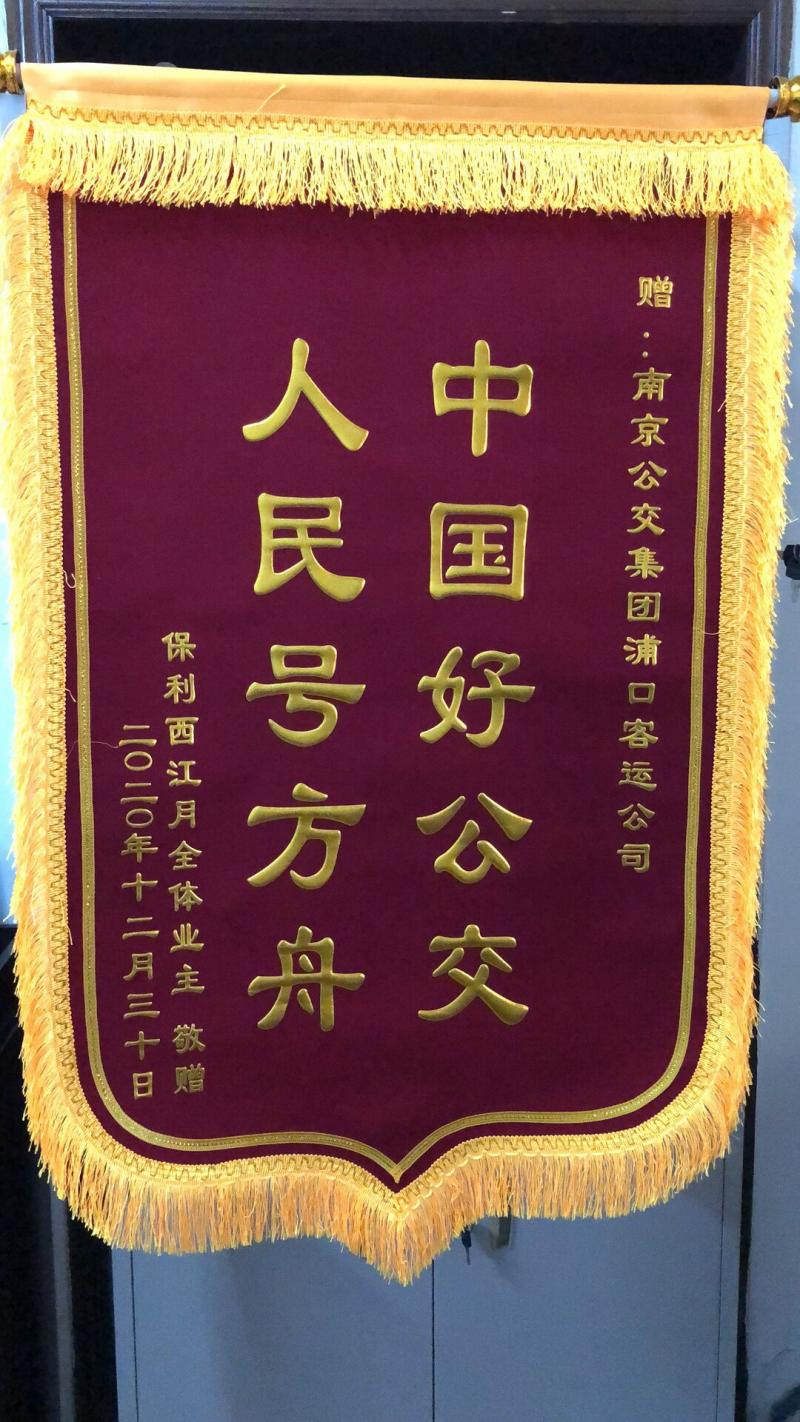 赠：南京公交集团浦口客运公司
中国好公交
人民号方舟
保利西江月全体业主 敬赠
二〇二〇年十二月三十日